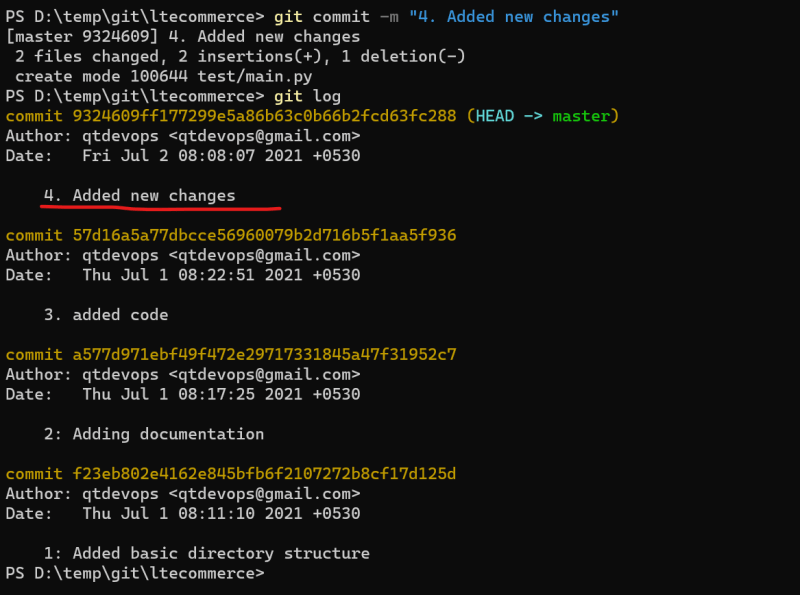 PS D:\temp\git\ltecommerce> git commit -m "4. Added new changes"
[master 9324609] 4. Added new changes
 2 files changed, 2 insertions(+), 1 deletion(-)
 create mode 100644 test/main.py
PS D:\temp\git\ltecommerce> git log
commit 9324609ff177299e5a86b63c0b66b2fcd63fc288 (HEAD -> master)
Author: qtdevops <qtdevops@gmail.com>
Date:   Fri Jul 2 08:08:07 2021 +0530

    4. Added new changes

commit 57d16a5a77dbcce56960079b2d716b5f1aa5f936
Author: qtdevops <qtdevops@gmail.com>
Date:   Thu Jul 1 08:22:51 2021 +0530

    3. added code

commit a577d971ebf49f472e29717331845a47f31952c7
Author: qtdevops <qtdevops@gmail.com>
Date:   Thu Jul 1 08:17:25 2021 +0530

    2: Adding documentation

commit f23eb802e4162e845bfb6f2107272b8cf17d125d
Author: qtdevops <qtdevops@gmail.com>
Date:   Thu Jul 1 08:11:10 2021 +0530

    1: Added basic directory structure
PS D:\temp\git\ltecommerce>